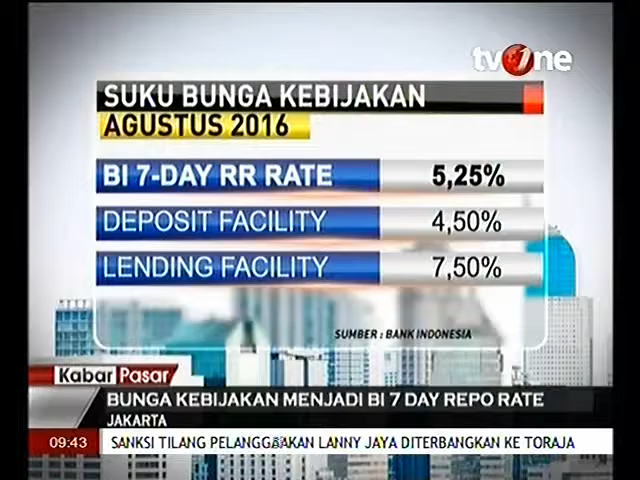 tvOne
SUKU BUNGA KEBIJAKAN
AGUSTUS 2016
BI 7-DAY RR RATE 5,25%
DEPOSIT FACILITY 4,50%
LENDING FACILITY 7,50%
SUMBER : BANK INDONESIA
Kabar Pasar
BUNGA KEBIJAKAN MENJADI BI 7 DAY REPO RATE
JAKARTA
09:43 SANKSI TILANG PELANGGAKAN LANNY JAYA DITERBANGKAN KE TORAJA